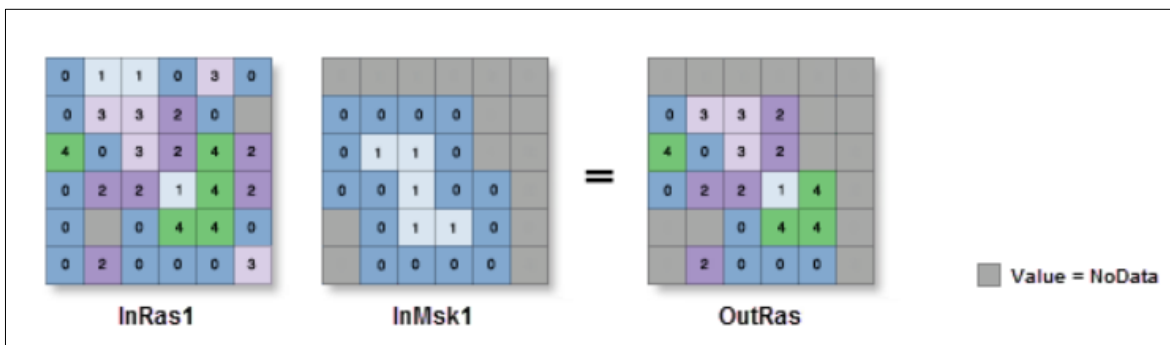 0 1 1 0 3 0
0 3 3 2 0
4 0 3 2 4 2
0 2 2 1 4 2
0 0 4 4 0
0 2 0 0 0 3
InRas1
0 0 0 0
0 1 1 0
0 0 1 0 0
0 1 1 0
0 0 0 0
InMsk1
=
0 3 3 2
4 0 3 2
0 2 2 1 4
0 4 4
2 0 0 0
OutRas
Value = NoData